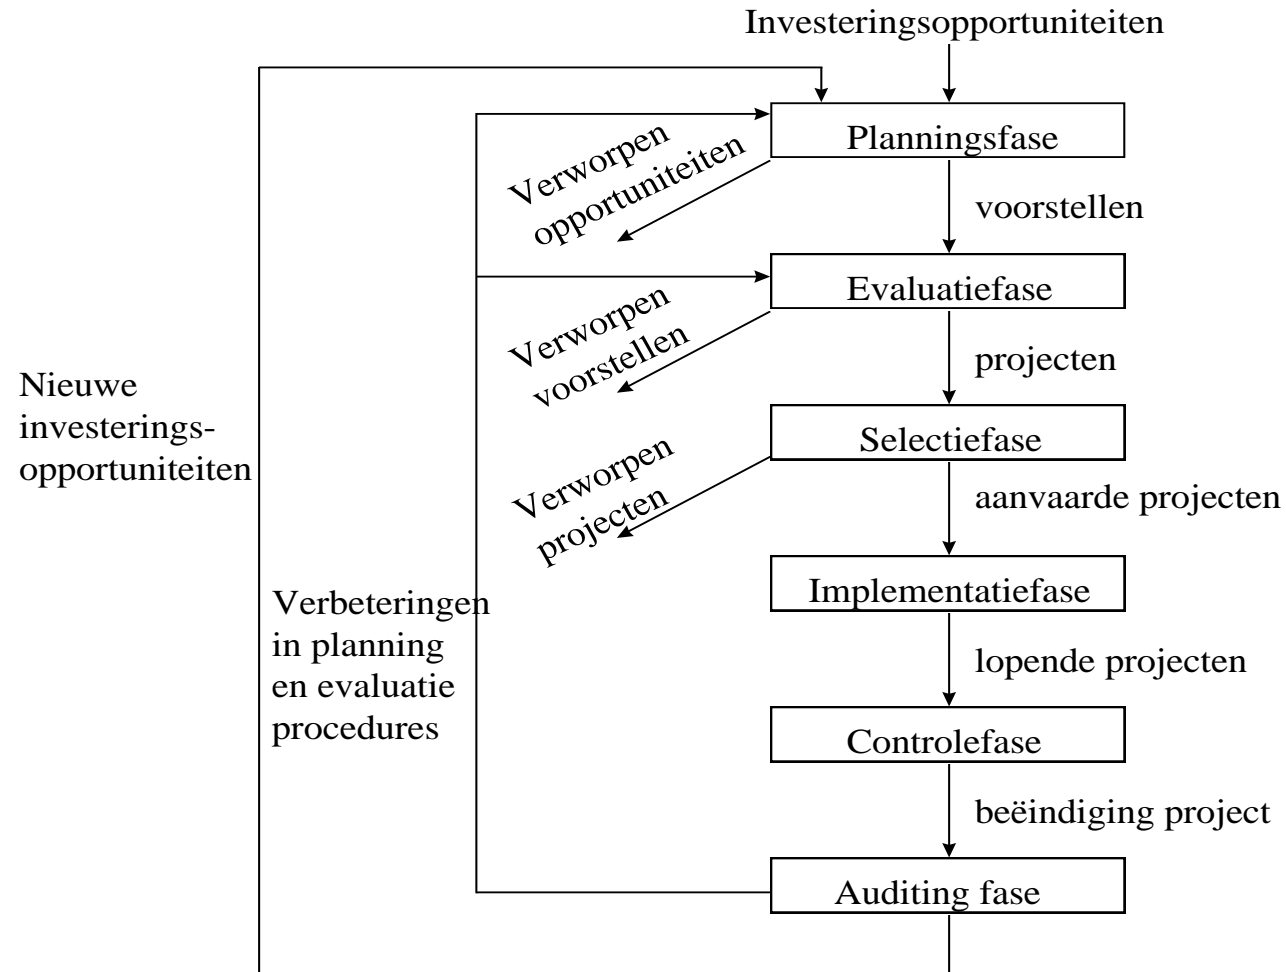 Investeringsopportuniteiten
Planningsfase
Verworpen
opportuniteiten
voorstellen
Evaluatiefase
Verworpen
voorstellen
projecten
Nieuwe
investerings-
opportuniteiten
Selectiefase
Verworpen
projecten
aanvaarde projecten
Implementatiefase
Verbeteringen
in planning
en evaluatie
procedures
lopende projecten
Controlefase
beëindiging project
Auditing fase